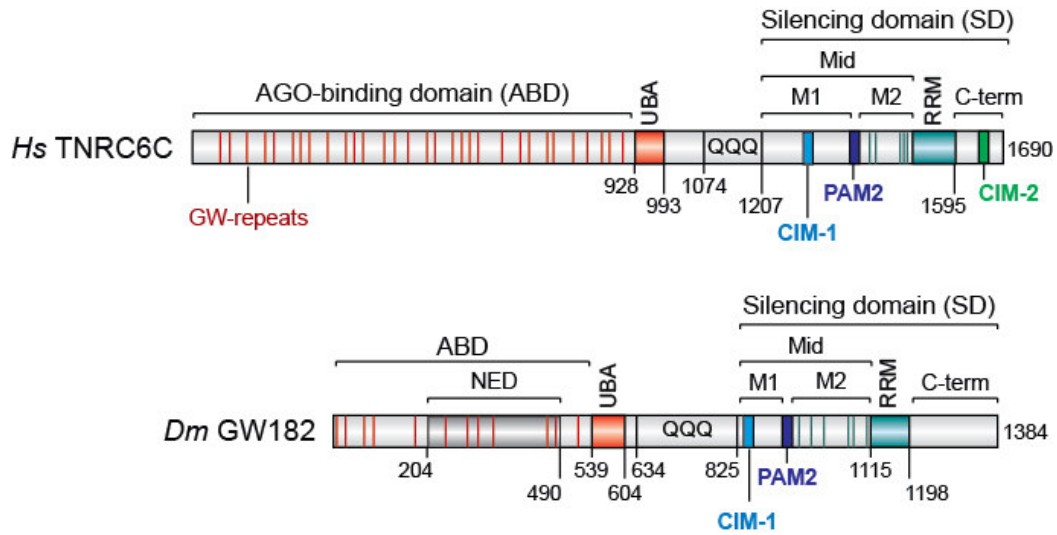 Silencing domain (SD)
Mid
AGO-binding domain (ABD)
UBA
M1
M2
RRM
C-term
Hs TNRC6C
QQQ
1690
928
1074
PAM2
1595
CIM-2
GW-repeats
993
1207
CIM-1
Silencing domain (SD)
ABD
Mid
NED
UBA
M1
M2
RRM
C-term
Dm GW182
QQQ
1384
204
539
634
825
PAM2
1115
490
604
1198
CIM-1